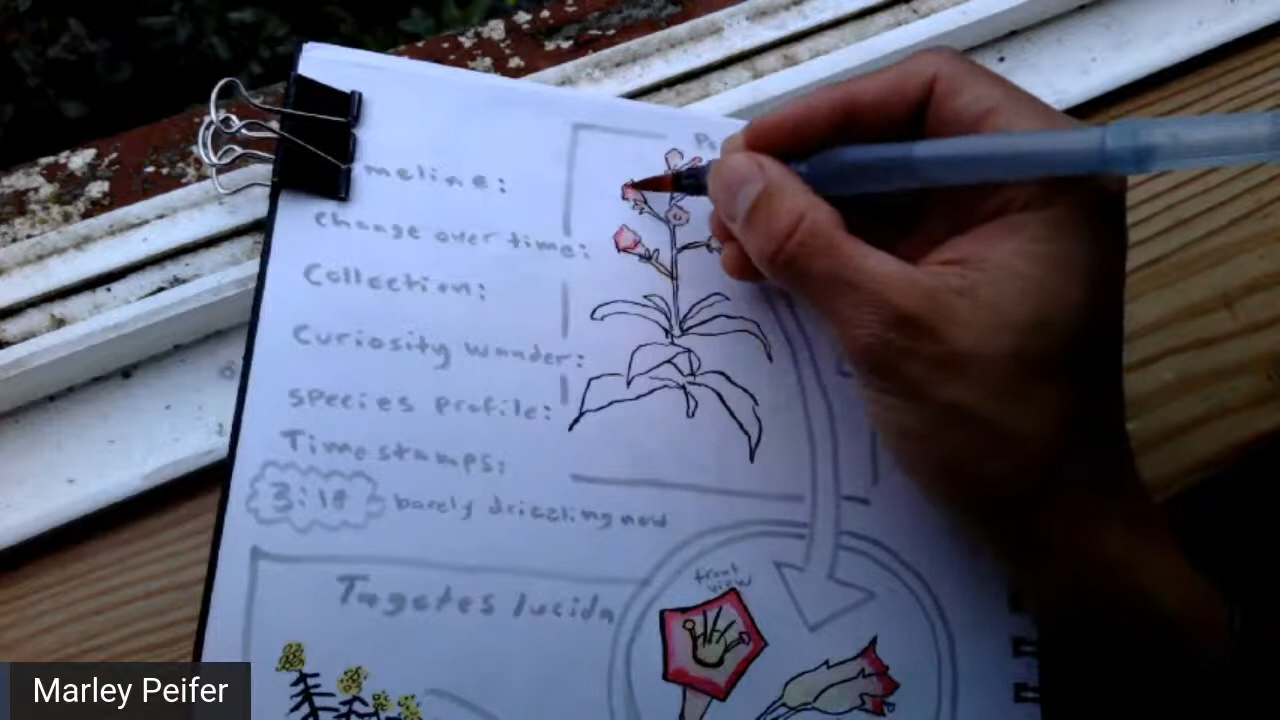 meline:
Change over time:
Collection:
Curiosity wander:
species profile:
Timestamps:
3:18 barely drizzling now
Tagetes lucida
front
view
Marley Peifer